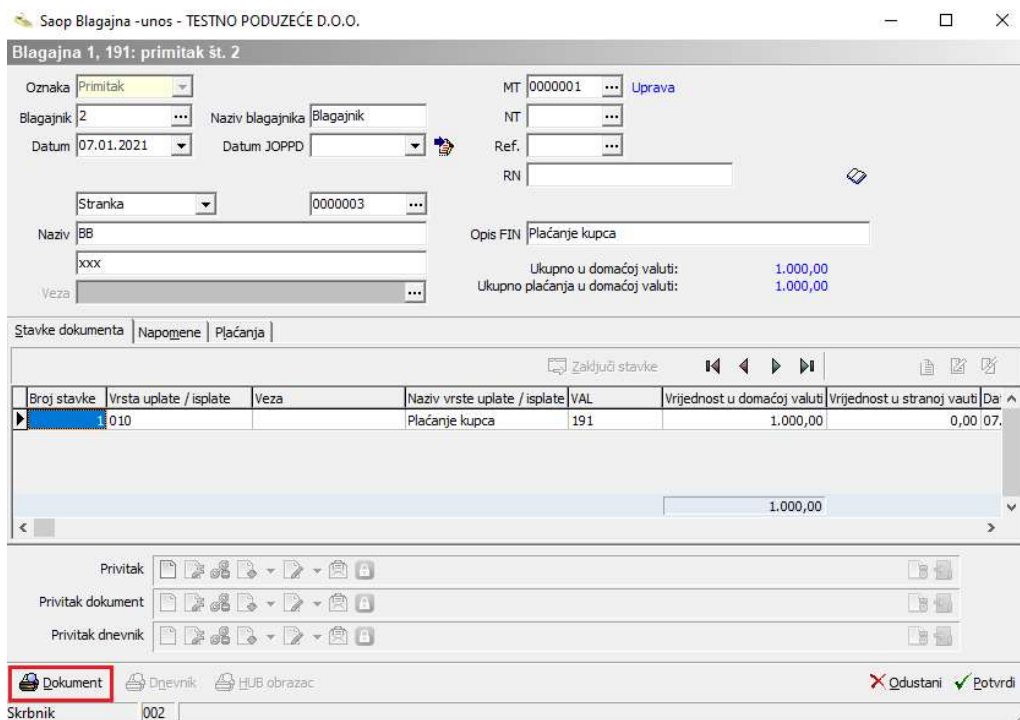 Saop Blagajna -unos - TESTNO PODUZEĆE D.O.O.
Blagajna 1, 191: primitak št. 2
Oznaka Primitak MT 0000001 ... Uprava
Blagajnik 2 ... Naziv blagajnika Blagajnik NT ...
Datum 07.01.2021 Datum JOPPD Ref. ...
RN
Stranka 0000003 ...
Naziv BB Opis FIN Plaćanje kupca
xxx Ukupno u domaćoj valuti: 1.000,00
Veza ... Ukupno plaćanja u domaćoj valuti: 1.000,00
Stavke dokumenta Napomene Plaćanja
Zaključi stavke
Broj stavke Vrsta uplate / isplate Veza Naziv vrste uplate / isplate VAL Vrijednost u domaćoj valuti Vrijednost u stranoj vauti Da
1 010 Plaćanje kupca 191 1.000,00 0,00 07.
1.000,00
Privitak
Privitak dokument
Privitak dnevnik
Dokument Dnevnik HUB obrazac Odustani Potvrdi
Skrbnik 002